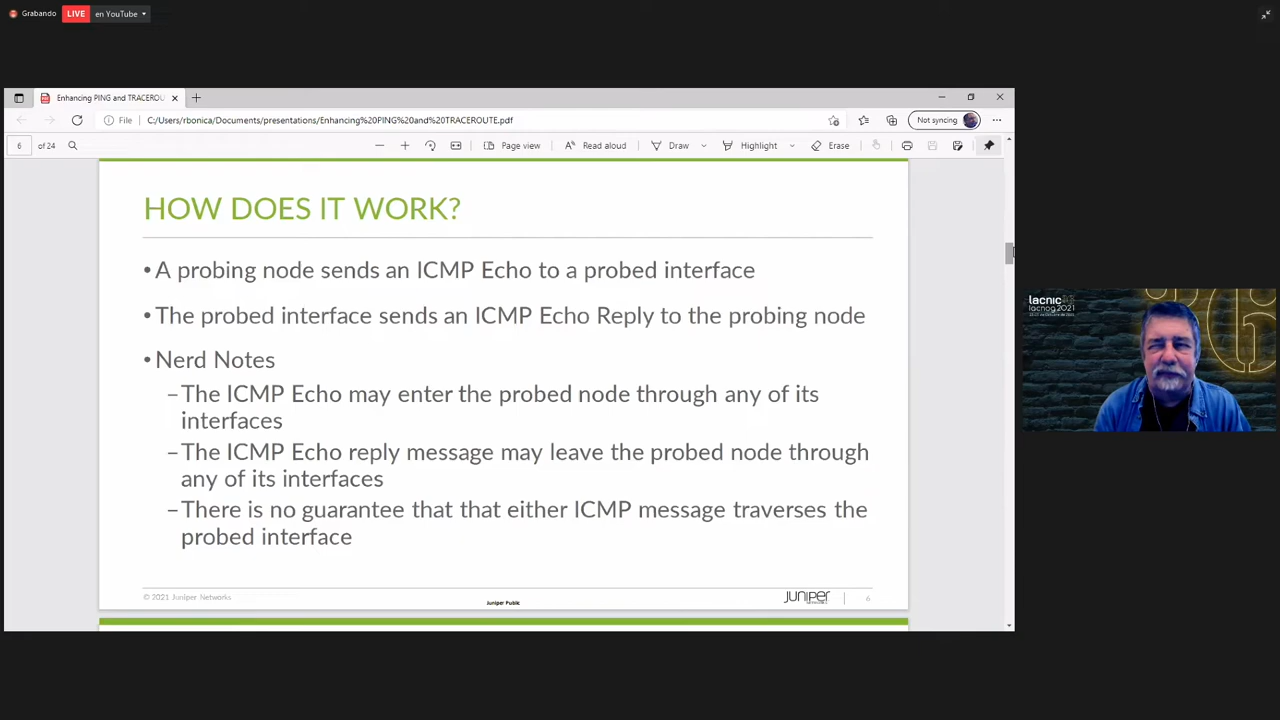 Grabando
LIVE
en YouTube
Enhancing PING and TRACEROU
File
C:/Users/rbonica/Documents/presentations/Enhancing%20PING%20and%20TRACEROUTE.pdf
Not syncing
6
of 24
Page view
Read aloud
Draw
Highlight
Erase
HOW DOES IT WORK?
•A probing node sends an ICMP Echo to a probed interface
•The probed interface sends an ICMP Echo Reply to the probing node
•Nerd Notes
–The ICMP Echo may enter the probed node through any of its
interfaces
–The ICMP Echo reply message may leave the probed node through
any of its interfaces
–There is no guarantee that that either ICMP message traverses the
probed interface
© 2021 Juniper Networks
Juniper Public
JUNIPER
6
lacnic
lacnog2021